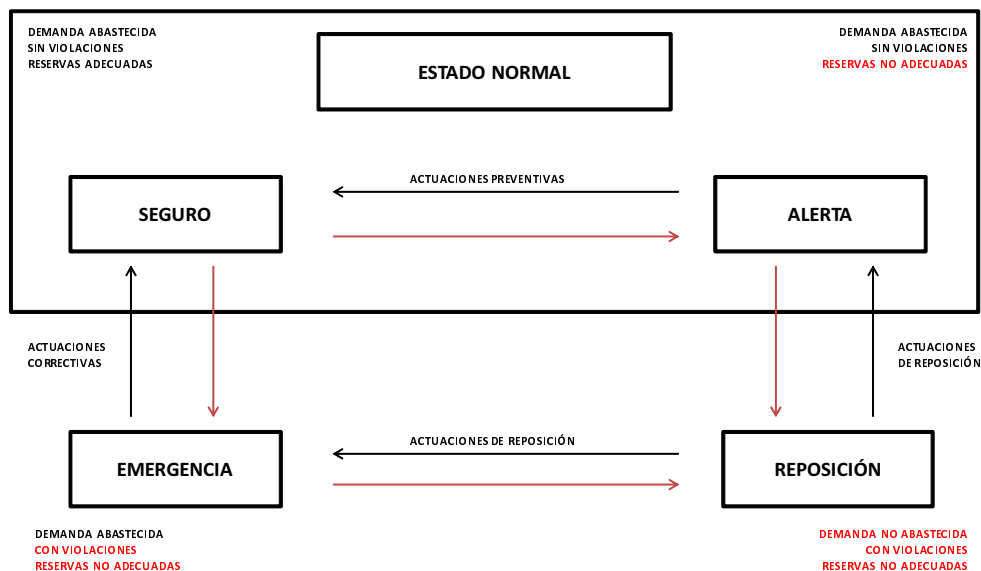 DEMANDA ABASTECIDA
SIN VIOLACIONES
RESERVAS ADECUADAS
ESTADO NORMAL
DEMANDA ABASTECIDA
SIN VIOLACIONES
RESERVAS NO ADECUADAS
SEGURO
ACTUACIONES PREVENTIVAS
ALERTA
ACTUACIONES
CORRECTIVAS
ACTUACIONES
DE REPOSICIÓN
EMERGENCIA
ACTUACIONES DE REPOSICIÓN
REPOSICIÓN
DEMANDA ABASTECIDA
CON VIOLACIONES
RESERVAS NO ADECUADAS
DEMANDA NO ABASTECIDA
CON VIOLACIONES
RESERVAS NO ADECUADAS